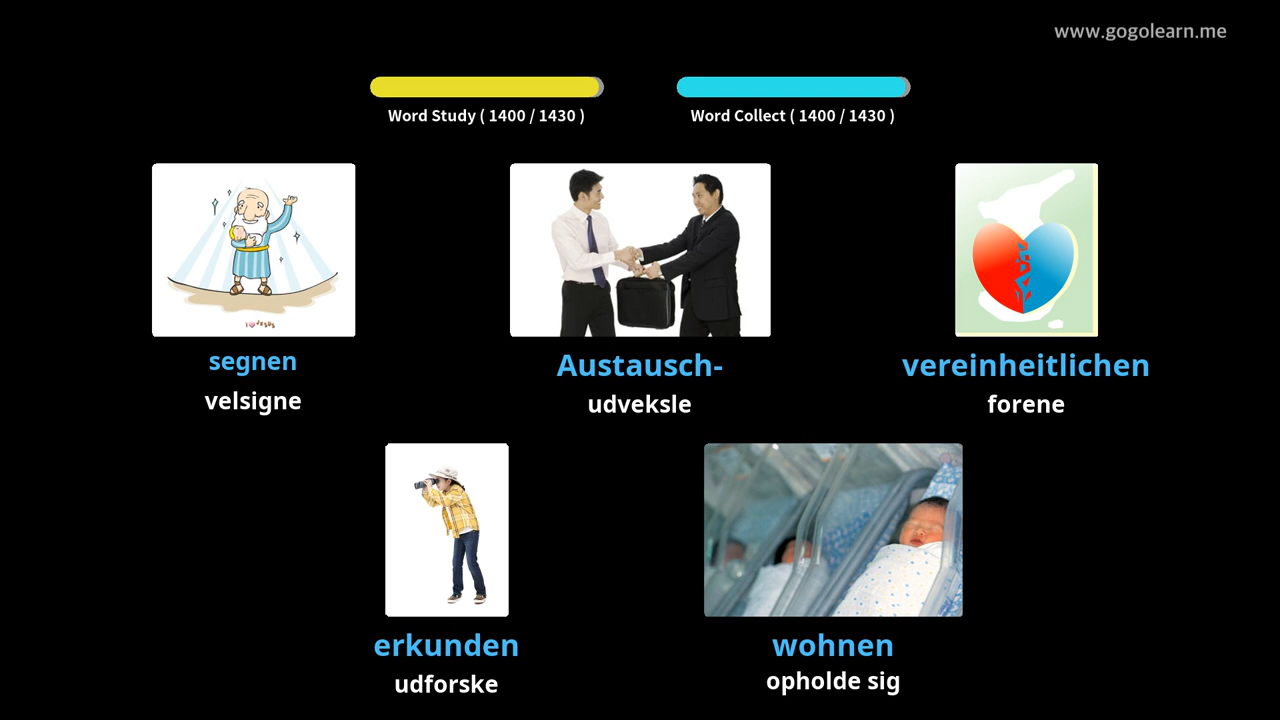 www.gogolearn.me
Word Study ( 1400 / 1430 )
Word Collect ( 1400 / 1430 )
I JESUS
segnen
velsigne
Austausch-
udveksle
vereinheitlichen
forene
erkunden
udforske
wohnen
opholde sig